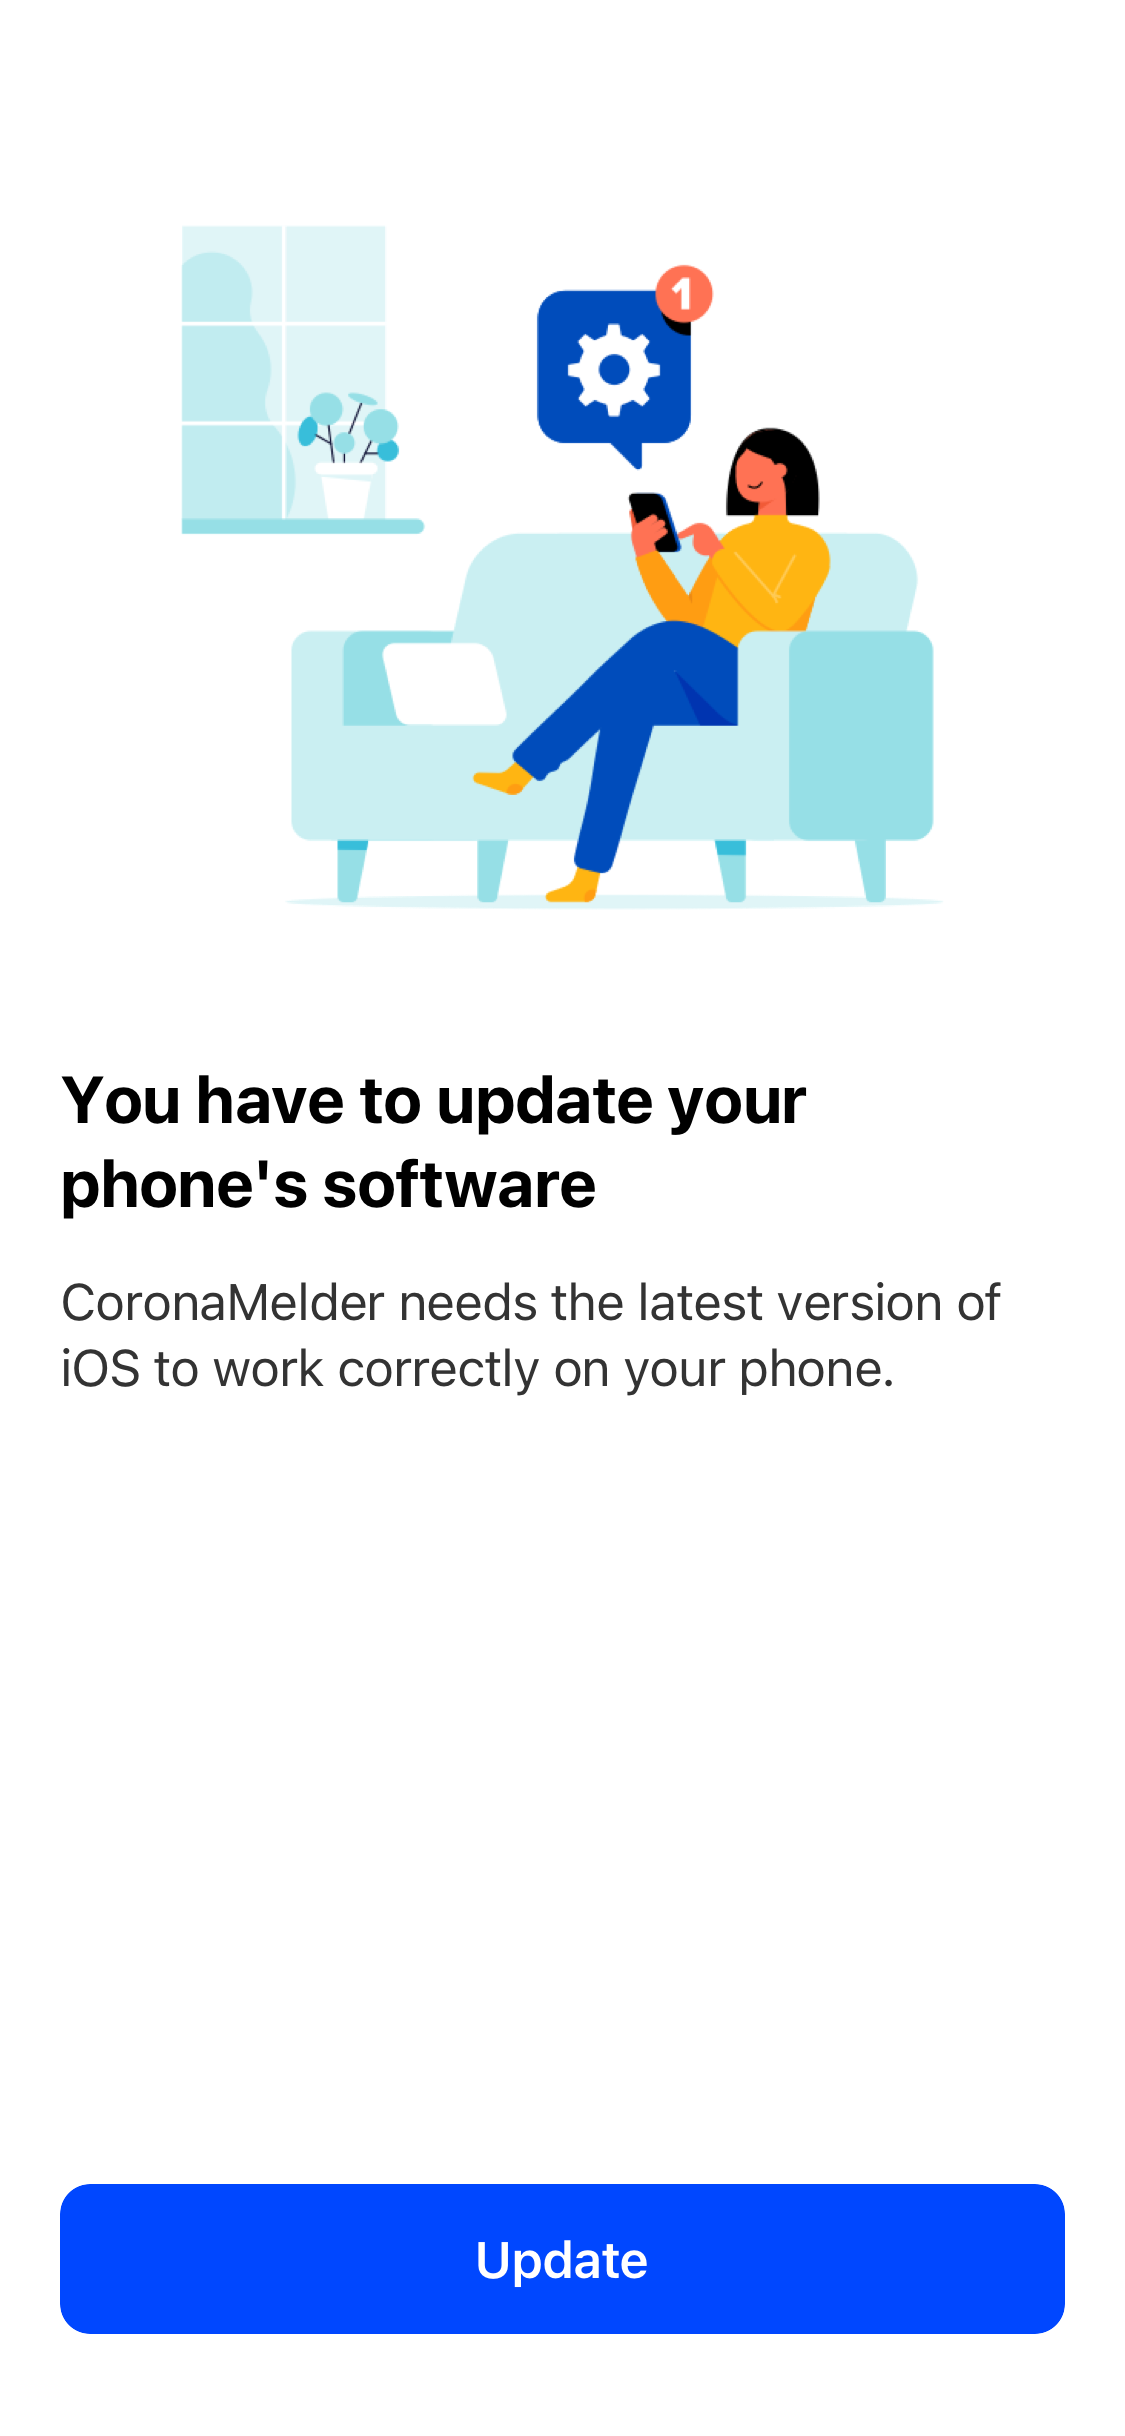 1
You have to update your
phone's software
CoronaMelder needs the latest version of
iOS to work correctly on your phone.
Update